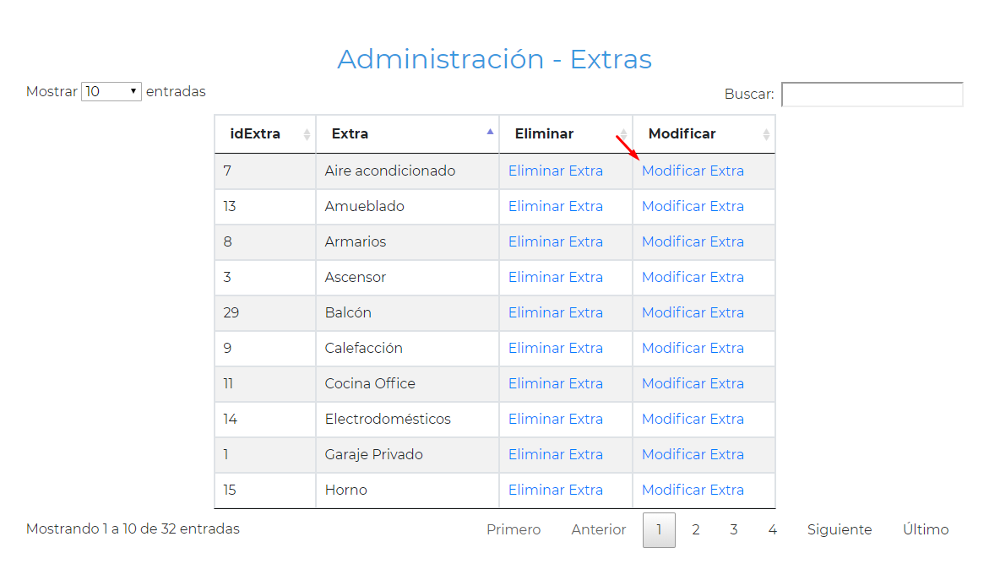 Administración - Extras
Mostrar 10 entradas Buscar:
idExtra Extra Eliminar Modificar
7 Aire acondicionado Eliminar Extra Modificar Extra
13 Amueblado Eliminar Extra Modificar Extra
8 Armarios Eliminar Extra Modificar Extra
3 Ascensor Eliminar Extra Modificar Extra
29 Balcón Eliminar Extra Modificar Extra
9 Calefacción Eliminar Extra Modificar Extra
11 Cocina Office Eliminar Extra Modificar Extra
14 Electrodomésticos Eliminar Extra Modificar Extra
1 Garaje Privado Eliminar Extra Modificar Extra
15 Horno Eliminar Extra Modificar Extra
Mostrando 1 a 10 de 32 entradas Primero Anterior 1 2 3 4 Siguiente Último